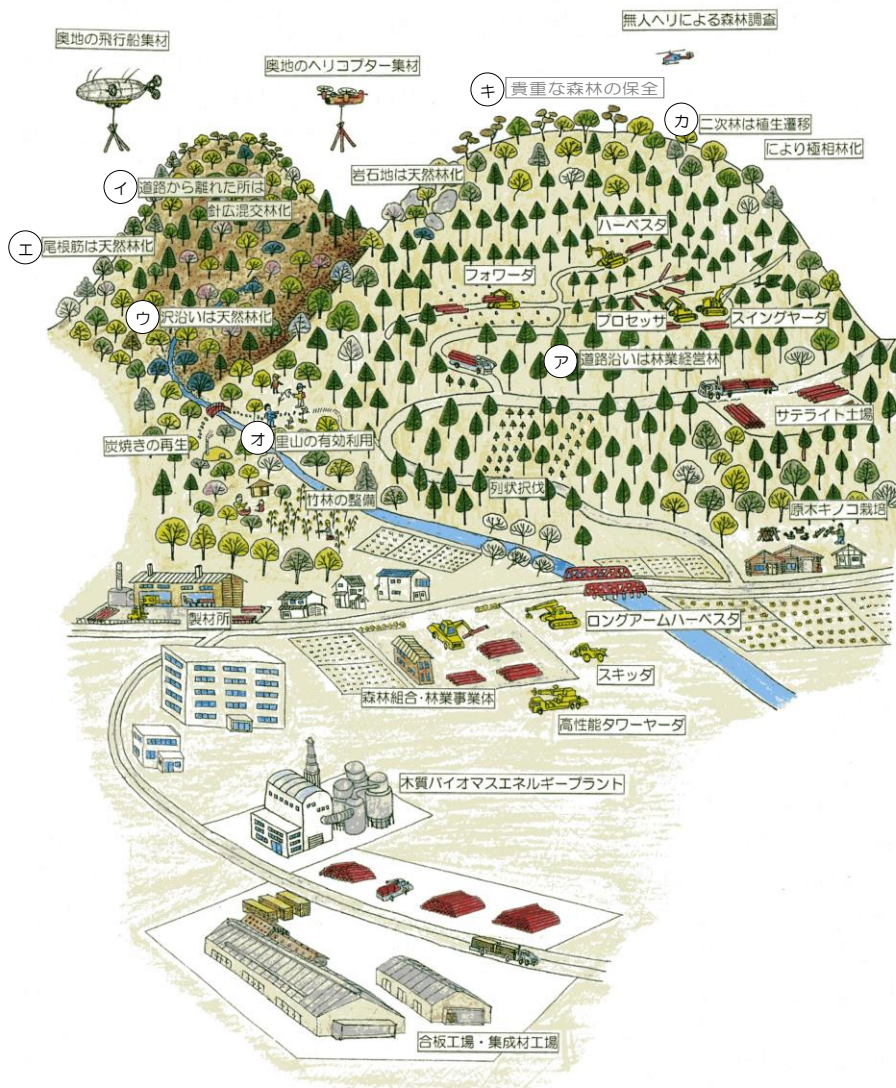 無人ヘリによる森林調査
奥地の飛行船集材
奥地のヘリコプター集材
キ 貴重な森林の保全
カ 二次林は植生遷移
により極相林化
岩石地は天然林化
イ 道路から離れた所は
針広混交林化
ハーベスタ
エ 尾根筋は天然林化
フォワーダ
ウ 沢沿いは天然林化
プロセッサ
スイングヤーダ
ア 道路沿いは林業経営林
サテライト土場
炭焼きの再生
オ 里山の有効利用
列状択伐
竹林の整備
原木キノコ栽培
製材所
ロングアームハーベスタ
スキッダ
森林組合・林業事業体
高性能タワーヤーダ
木質バイオマスエネルギープラント
合板工場・集成材工場